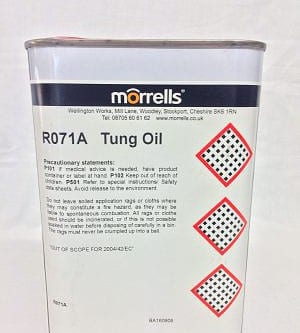 morrells®
Wellington Works, Mill Lane, Woodley, Stockport, Cheshire SK6 1RN
Tel: 08705 60 61 62 www.morrells.co.uk
R071A Tung Oil
Precautionary statements:
P101 If medical advice is needed, have product
container or label at hand. P102 Keep out of reach of
children. P501 Refer to special instructions/ Safety
data sheets. Avoid release to the environment.
Do not leave soiled application rags or cloths where
they may constitute a fire hazard, as they may be
liable to spontaneous combustion. All rags or cloths
used should be incinerated, or if this is not possible
soaked in water before disposing of carefully in a bin.
The rags must never be crumpled up into a ball.
"OUT OF SCOPE FOR 2004/42/EC"
R071A
BA160806